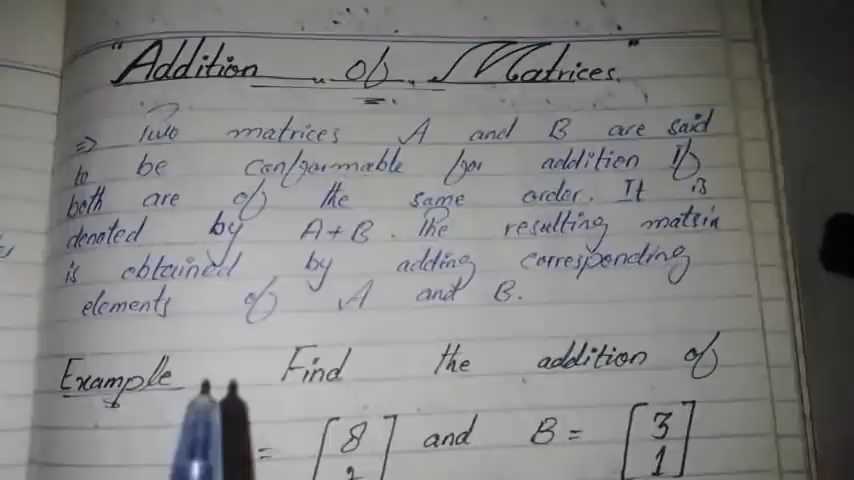 "Addition of Matrices."
⇒ Two matrices A and B are said
to be conformable for addition If
both are of the same order. It is
denoted by A+B. The resulting matrix
is obtained by adding corresponding
elements of A and B.
Example Find the addition of
= [8 and B = [3
1]